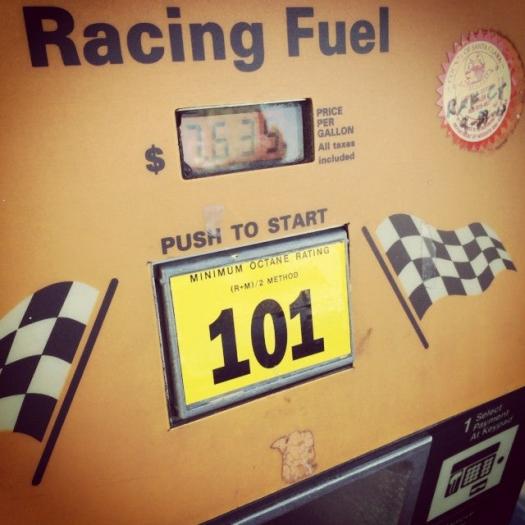 Racing Fuel
$
7.63
PRICE
PER
GALLON
All taxes
included
PUSH TO START
MINIMUM OCTANE RATING
(R+M)/2 METHOD
101
1 Select
Payment
At Keypad